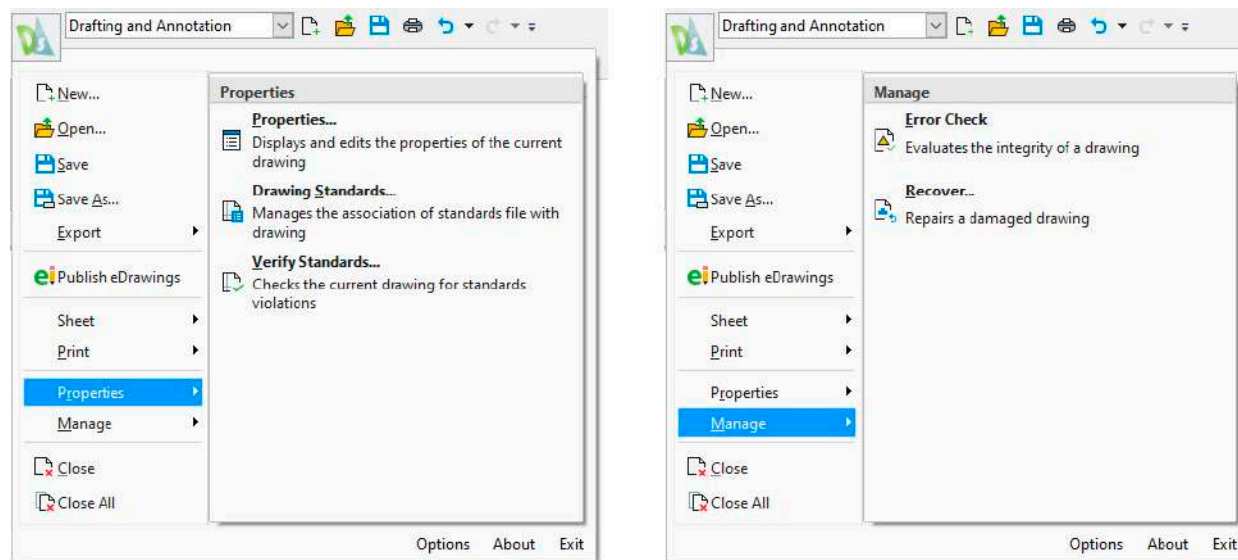 Drafting and Annotation
New...
Open...
Save
Save As...
Export
Publish eDrawings
Sheet
Print
Properties
Manage
Close
Close All
Properties
Properties...
Displays and edits the properties of the current
drawing
Drawing Standards...
Manages the association of standards file with
drawing
Verify Standards...
Checks the current drawing for standards
violations
Options About Exit
Drafting and Annotation
New...
Open...
Save
Save As...
Export
Publish eDrawings
Sheet
Print
Properties
Manage
Close
Close All
Manage
Error Check
Evaluates the integrity of a drawing
Recover...
Repairs a damaged drawing
Options About Exit